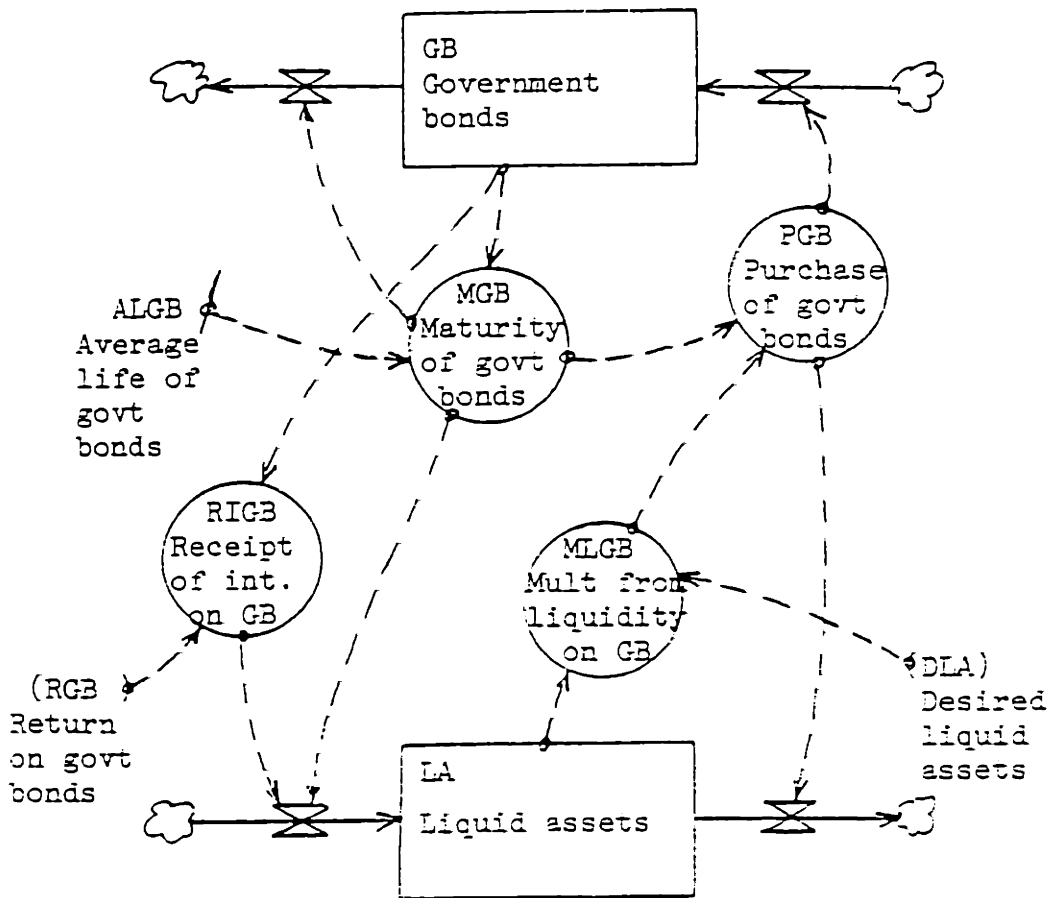 GB
Government
bonds
PGB
Purchase
of govt
bonds
MGB
Maturity
of govt
bonds
ALGB
Average
life of
govt
bonds
RIGB
Receipt
of int.
on GB
MLGB
Mult from
liquidity
on GB
(RGB
Return
on govt
bonds
(DLA)
Desired
liquid
assets
LA
Liquid assets